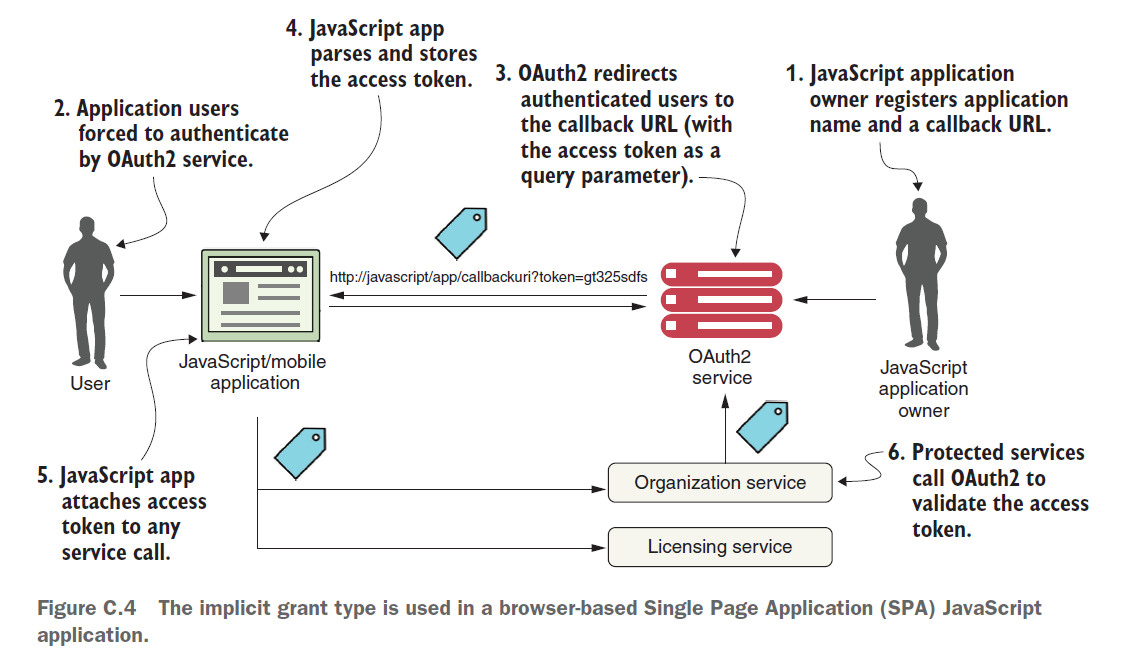 4. JavaScript app
parses and stores
the access token.
3. OAuth2 redirects
authenticated users to
the callback URL (with
the access token as a
query parameter).
1. JavaScript application
owner registers application
name and a callback URL.
2. Application users
forced to authenticate
by OAuth2 service.
http://javascript/app/callbackuri?token=gt325sdfs
User
JavaScript/mobile
application
OAuth2
service
JavaScript
application
owner
5. JavaScript app
attaches access
token to any
service call.
Organization service
Licensing service
6. Protected services
call OAuth2 to
validate the access
token.
Figure C.4 The implicit grant type is used in a browser-based Single Page Application (SPA) JavaScript
application.